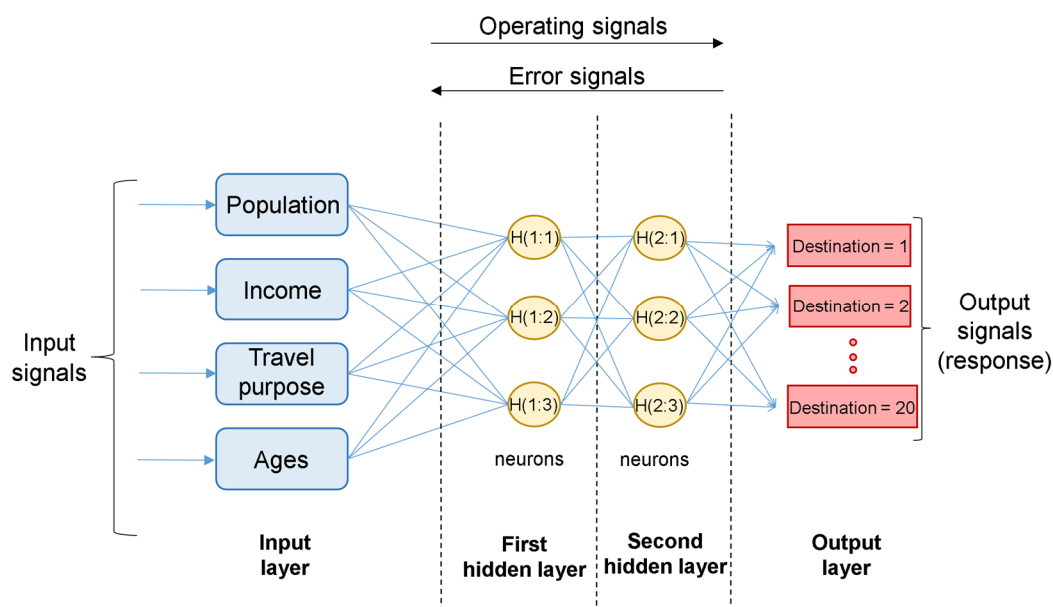 Operating signals
Error signals
Input
signals
Population
Income
Travel
purpose
Ages
H(1:1)
H(1:2)
H(1:3)
neurons
H(2:1)
H(2:2)
H(2:3)
neurons
Destination = 1
Destination = 2
Destination = 20
Output
signals
(response)
Input
layer
First
hidden layer
Second
hidden layer
Output
layer